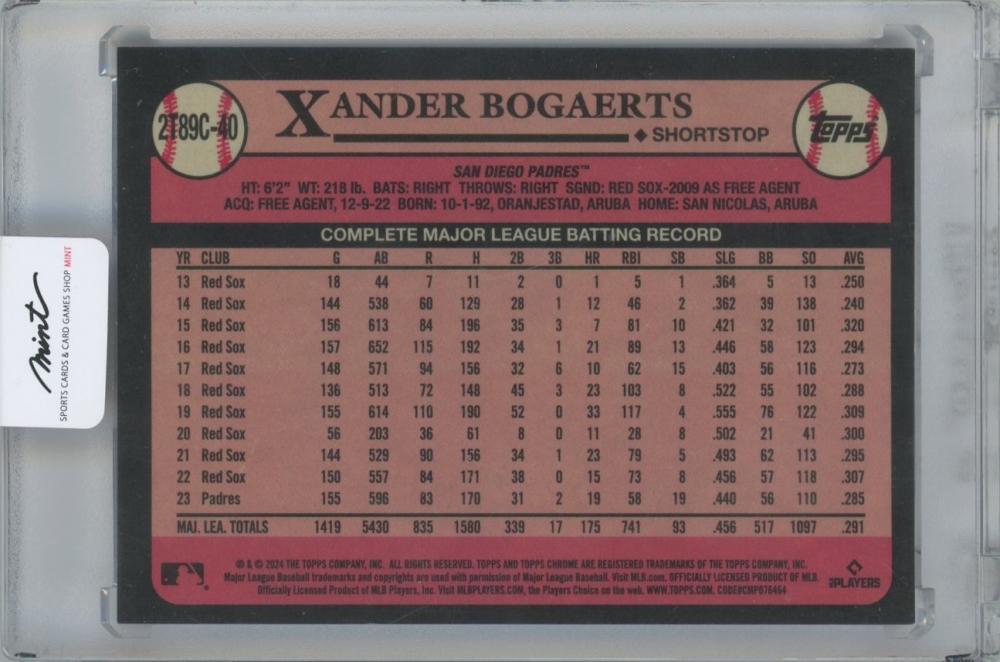 2T89C-40
XANDER BOGAERTS
◆ SHORTSTOP
Topps
SAN DIEGO PADRES™
HT: 6'2" WT: 218 lb. BATS: RIGHT THROWS: RIGHT SGND: RED SOX-2009 AS FREE AGENT
ACQ: FREE AGENT, 12-9-22 BORN: 10-1-92, ORANJESTAD, ARUBA HOME: SAN NICOLAS, ARUBA
COMPLETE MAJOR LEAGUE BATTING RECORD
YR CLUB G AB R H 2B 3B HR RBI SB SLG BB SO AVG
13 Red Sox 18 44 7 11 2 0 1 5 1 .364 5 13 .250
14 Red Sox 144 538 60 129 28 1 12 46 2 .362 39 138 .240
15 Red Sox 156 613 84 196 35 3 7 81 10 .421 32 101 .320
16 Red Sox 157 652 115 192 34 1 21 89 13 .446 58 123 .294
17 Red Sox 148 571 94 156 32 6 10 62 15 .403 56 116 .273
18 Red Sox 136 513 72 148 45 3 23 103 8 .522 55 102 .288
19 Red Sox 155 614 110 190 52 0 33 117 4 .555 76 122 .309
20 Red Sox 56 203 36 61 8 0 11 28 8 .502 21 41 .300
21 Red Sox 144 529 90 156 34 1 23 79 5 .493 62 113 .295
22 Red Sox 150 557 84 171 38 0 15 73 8 .456 57 118 .307
23 Padres 155 596 83 170 31 2 19 58 19 .440 56 110 .285
MAJ. LEA. TOTALS 1419 5430 835 1580 339 17 175 741 93 .456 517 1097 .291
® & © 2024 THE TOPPS COMPANY, INC. ALL RIGHTS RESERVED. TOPPS AND TOPPS CHROME ARE REGISTERED TRADEMARKS OF THE TOPPS COMPANY, INC.
Major League Baseball trademarks and copyrights are used with permission of Major League Baseball. Visit MLB.com. OFFICIALLY LICENSED PRODUCT OF MLB
Officially Licensed Product of MLB Players, Inc. Visit MLBPLAYERS.com, the Players Choice on the web. WWW.TOPPS.COM. CODE#CMP076464
PLAYERS
mint
SPORTS CARDS & CARD GAMES SHOP MINT